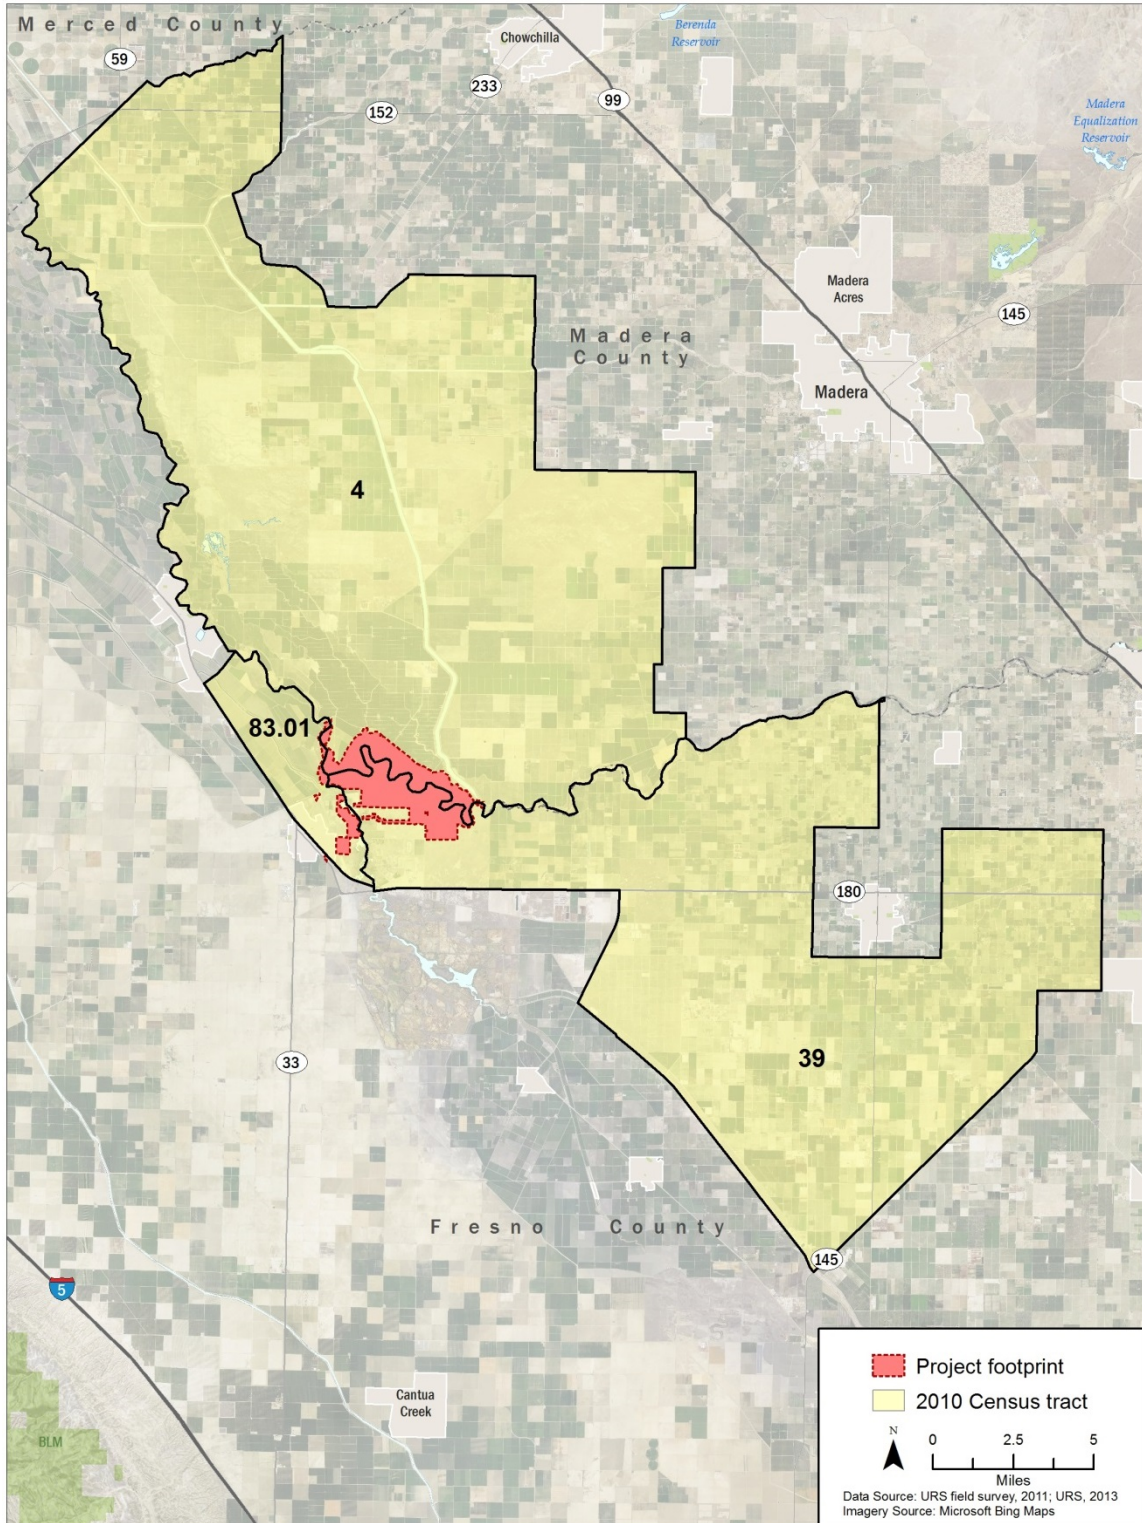 Merced County
59
Chowchilla
Berenda
Reservoir
233
99
152
Madera
Equalization
Reservoir
Madera
Acres
145
Madera
County
Madera
4
83.01
180
33
39
Fresno County
145
5
Cantua
Creek
BLM
Project footprint
2010 Census tract
N
0 2.5 5
Miles
Data Source: URS field survey, 2011; URS, 2013
Imagery Source: Microsoft Bing Maps